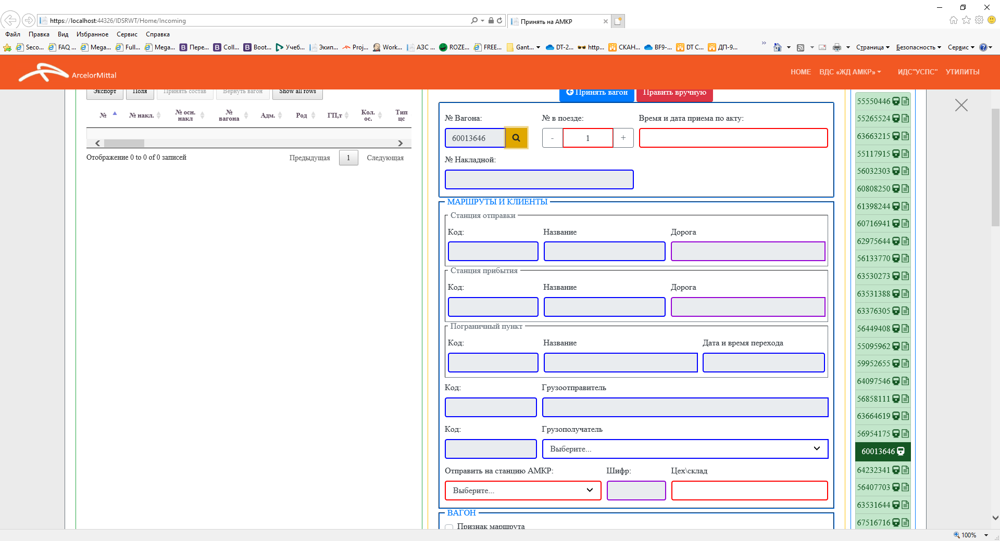 https://localhost:44326/IDSRWT/Home/Incoming
Принять на АМКР
Файл Правка Вид Избранное Сервис Справка
Seco... FAQ ... Mega... Full... Mega... Пере... Coll... Boot... Учеб... Экип... Proj... Work... АЗС ... ROZE... FREE... Gant... DT-2... http... СКАН... BF9-... DT C... ДП-9... » Страница Безопасность Сервис
ArcelorMittal
HOME ВДС «ЖД АМКР» ИДС"УСПС" УТИЛИТЫ
Экспорт Поля Принять состав Вернуть вагон Show all rows
№ № накл. № осн. накл № вагона Адм. Род ГП,т Кол. ос. Тип цс
Отображение 0 to 0 of 0 записей
Предыдущая 1 Следующая
Принять вагон Править вручную
№ Вагона: № в поезде: Время и дата приема по акту:
60013646 - 1 +
№ Накладной:
МАРШРУТЫ И КЛИЕНТЫ
Станция отправки
Код: Название Дорога
Станция прибытия
Код: Название Дорога
Пограничный пункт
Код: Название Дата и время перехода
Код: Грузоотправитель
Код: Грузополучатель
Выберите...
Отправить на станцию АМКР: Шифр: Цех\склад
Выберите...
ВАГОН
Признак маршрута
55550446
55265524
63663215
55117915
56032303
60808250
61398244
60716941
62975644
56133770
63530273
63531388
63376305
56449408
55095962
59952655
64097546
56858111
63664619
56954175
60013646
64232341
56407703
63531644
67516716
100%